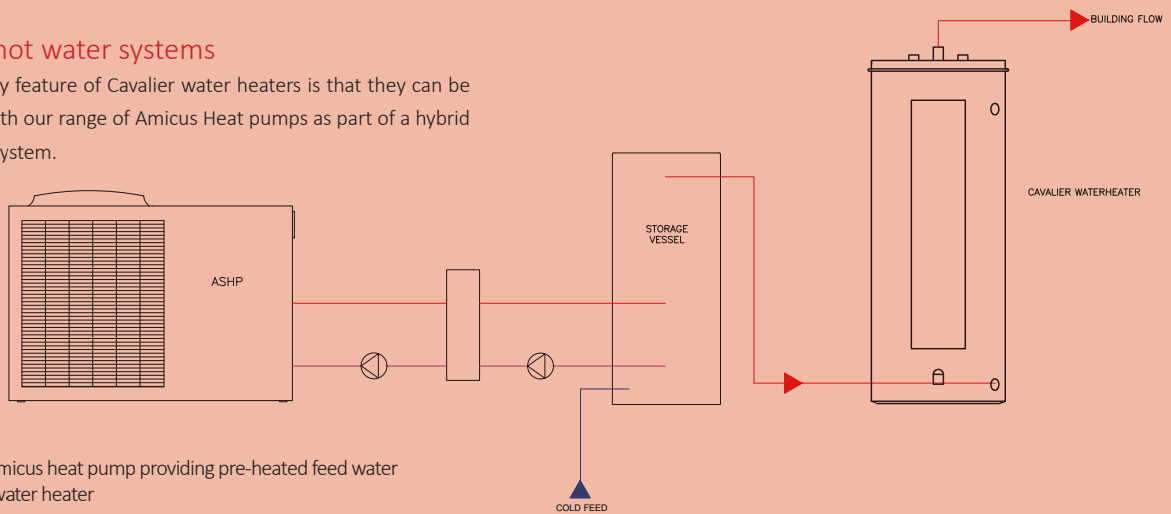 hot water systems
y feature of Cavalier water heaters is that they can be
th our range of Amicus Heat pumps as part of a hybrid
ystem.
BUILDING FLOW
CAVALIER WATERHEATER
STORAGE
VESSEL
ASHP
micus heat pump providing pre-heated feed water
water heater
COLD FEED